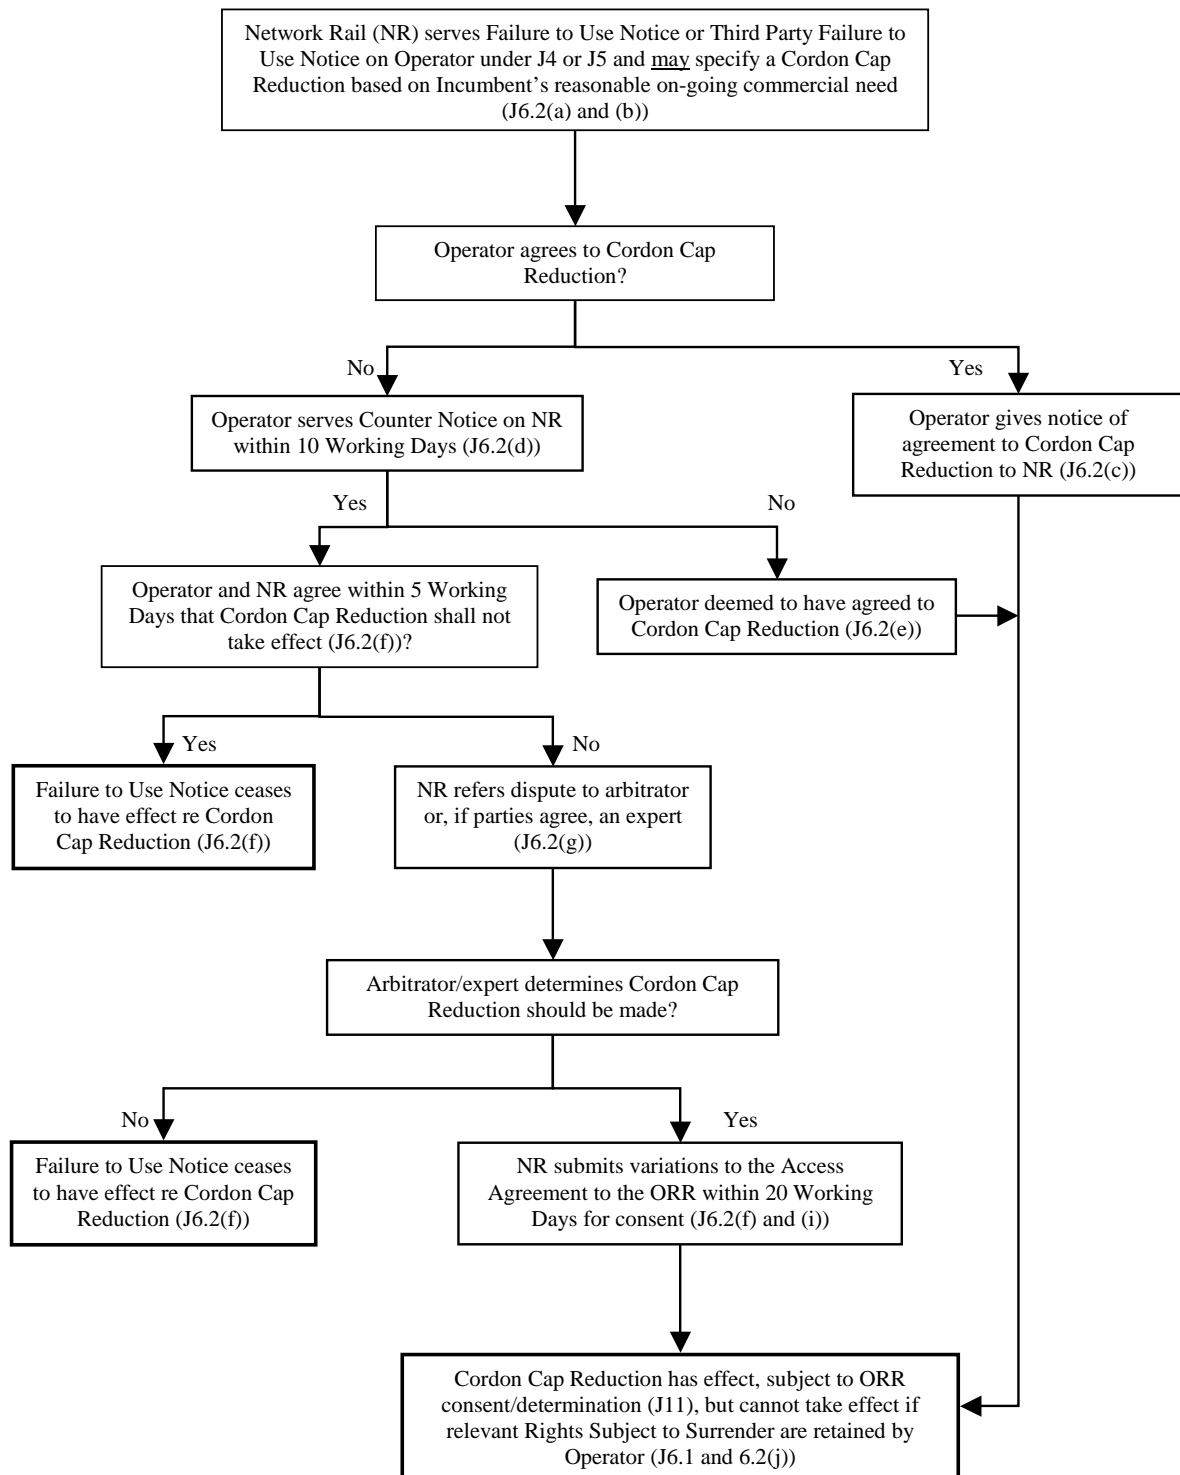 Network Rail (NR) serves Failure to Use Notice or Third Party Failure to
Use Notice on Operator under J4 or J5 and may specify a Cordon Cap
Reduction based on Incumbent’s reasonable on-going commercial need
(J6.2(a) and (b))
Operator agrees to Cordon Cap
Reduction?
No
Yes
Operator serves Counter Notice on NR
within 10 Working Days (J6.2(d))
Operator gives notice of
agreement to Cordon Cap
Reduction to NR (J6.2(c))
Yes
No
Operator and NR agree within 5 Working
Days that Cordon Cap Reduction shall not
take effect (J6.2(f))?
Operator deemed to have agreed to
Cordon Cap Reduction (J6.2(e))
Yes
No
Failure to Use Notice ceases
to have effect re Cordon
Cap Reduction (J6.2(f))
NR refers dispute to arbitrator
or, if parties agree, an expert
(J6.2(g))
Arbitrator/expert determines Cordon Cap
Reduction should be made?
No
Yes
Failure to Use Notice ceases
to have effect re Cordon Cap
Reduction (J6.2(f))
NR submits variations to the Access
Agreement to the ORR within 20 Working
Days for consent (J6.2(f) and (i))
Cordon Cap Reduction has effect, subject to ORR
consent/determination (J11), but cannot take effect if
relevant Rights Subject to Surrender are retained by
Operator (J6.1 and 6.2(j))